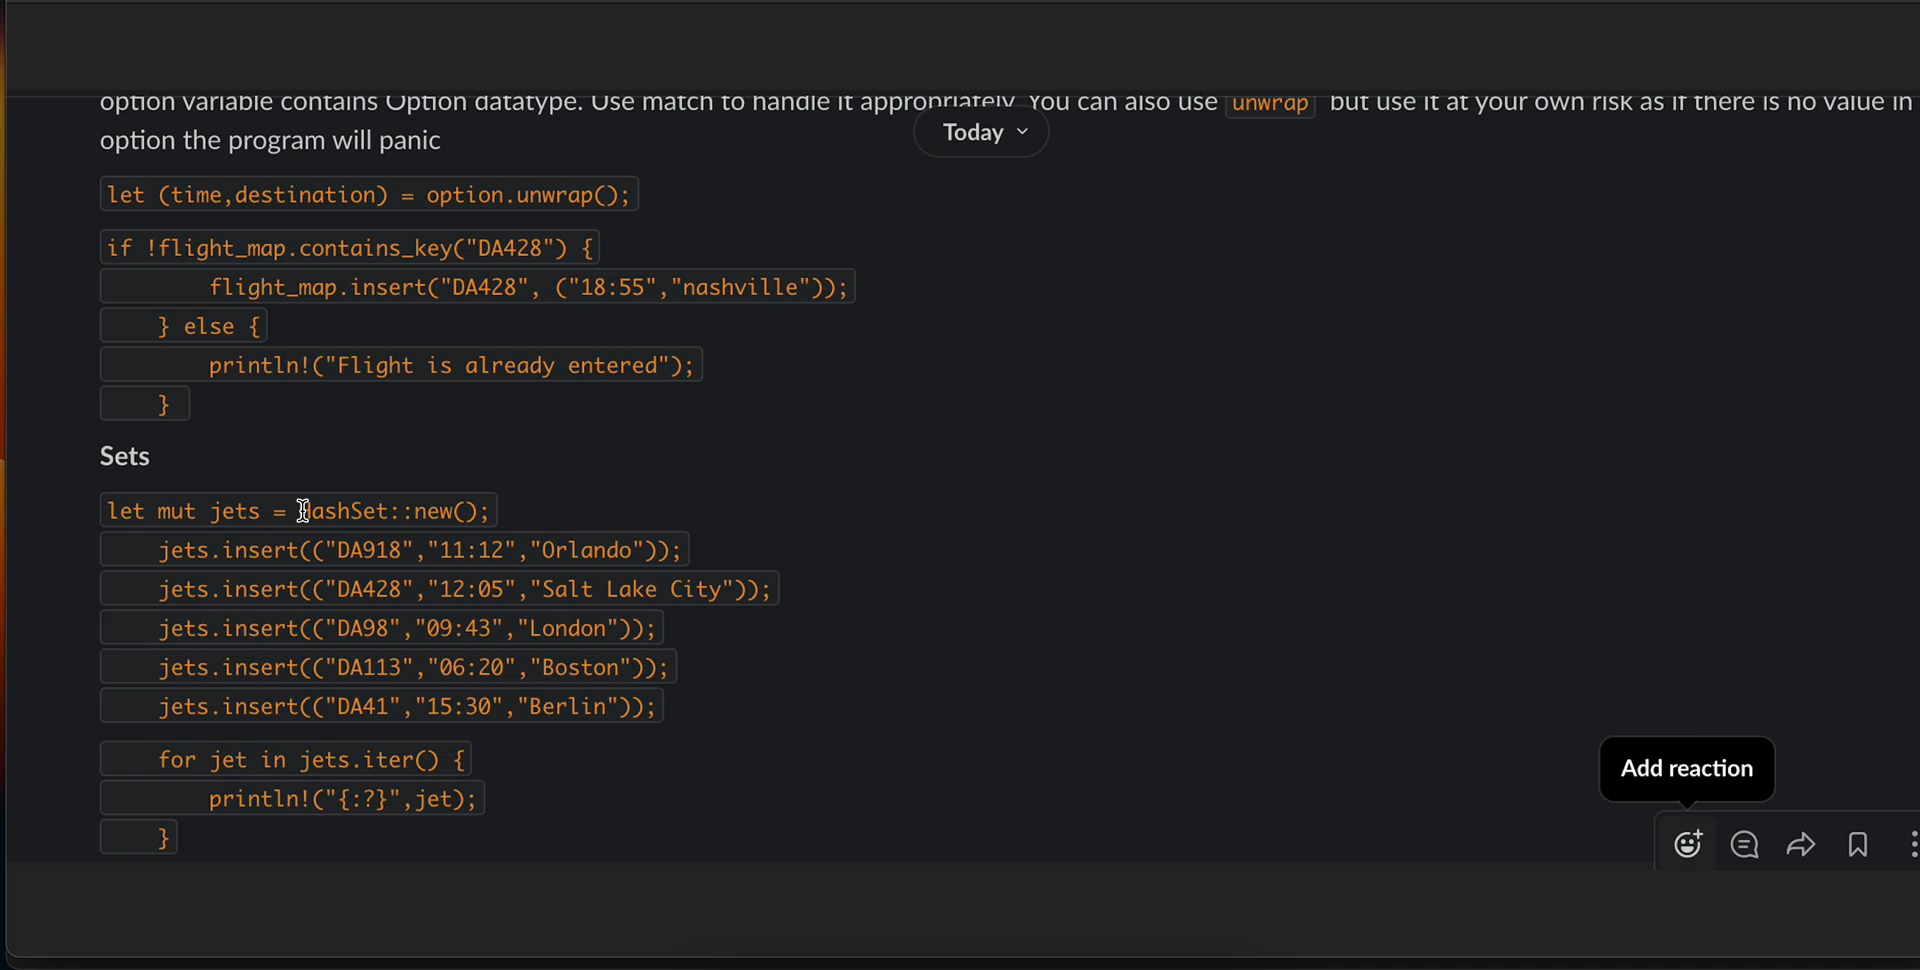 option variable contains Option datatype. Use match to handle it appropriately. You can also use unwrap but use it at your own risk as if there is no value in
Today
option the program will panic
let (time,destination) = option.unwrap();
if !flight_map.contains_key("DA428") {
        flight_map.insert("DA428", ("18:55","nashville"));
    } else {
        println!("Flight is already entered");
    }
Sets
let mut jets = HashSet::new();
    jets.insert(("DA918","11:12","Orlando"));
    jets.insert(("DA428","12:05","Salt Lake City"));
    jets.insert(("DA98","09:43","London"));
    jets.insert(("DA113","06:20","Boston"));
    jets.insert(("DA41","15:30","Berlin"));
    for jet in jets.iter() {
        println!("{:?}",jet);
    }
Add reaction